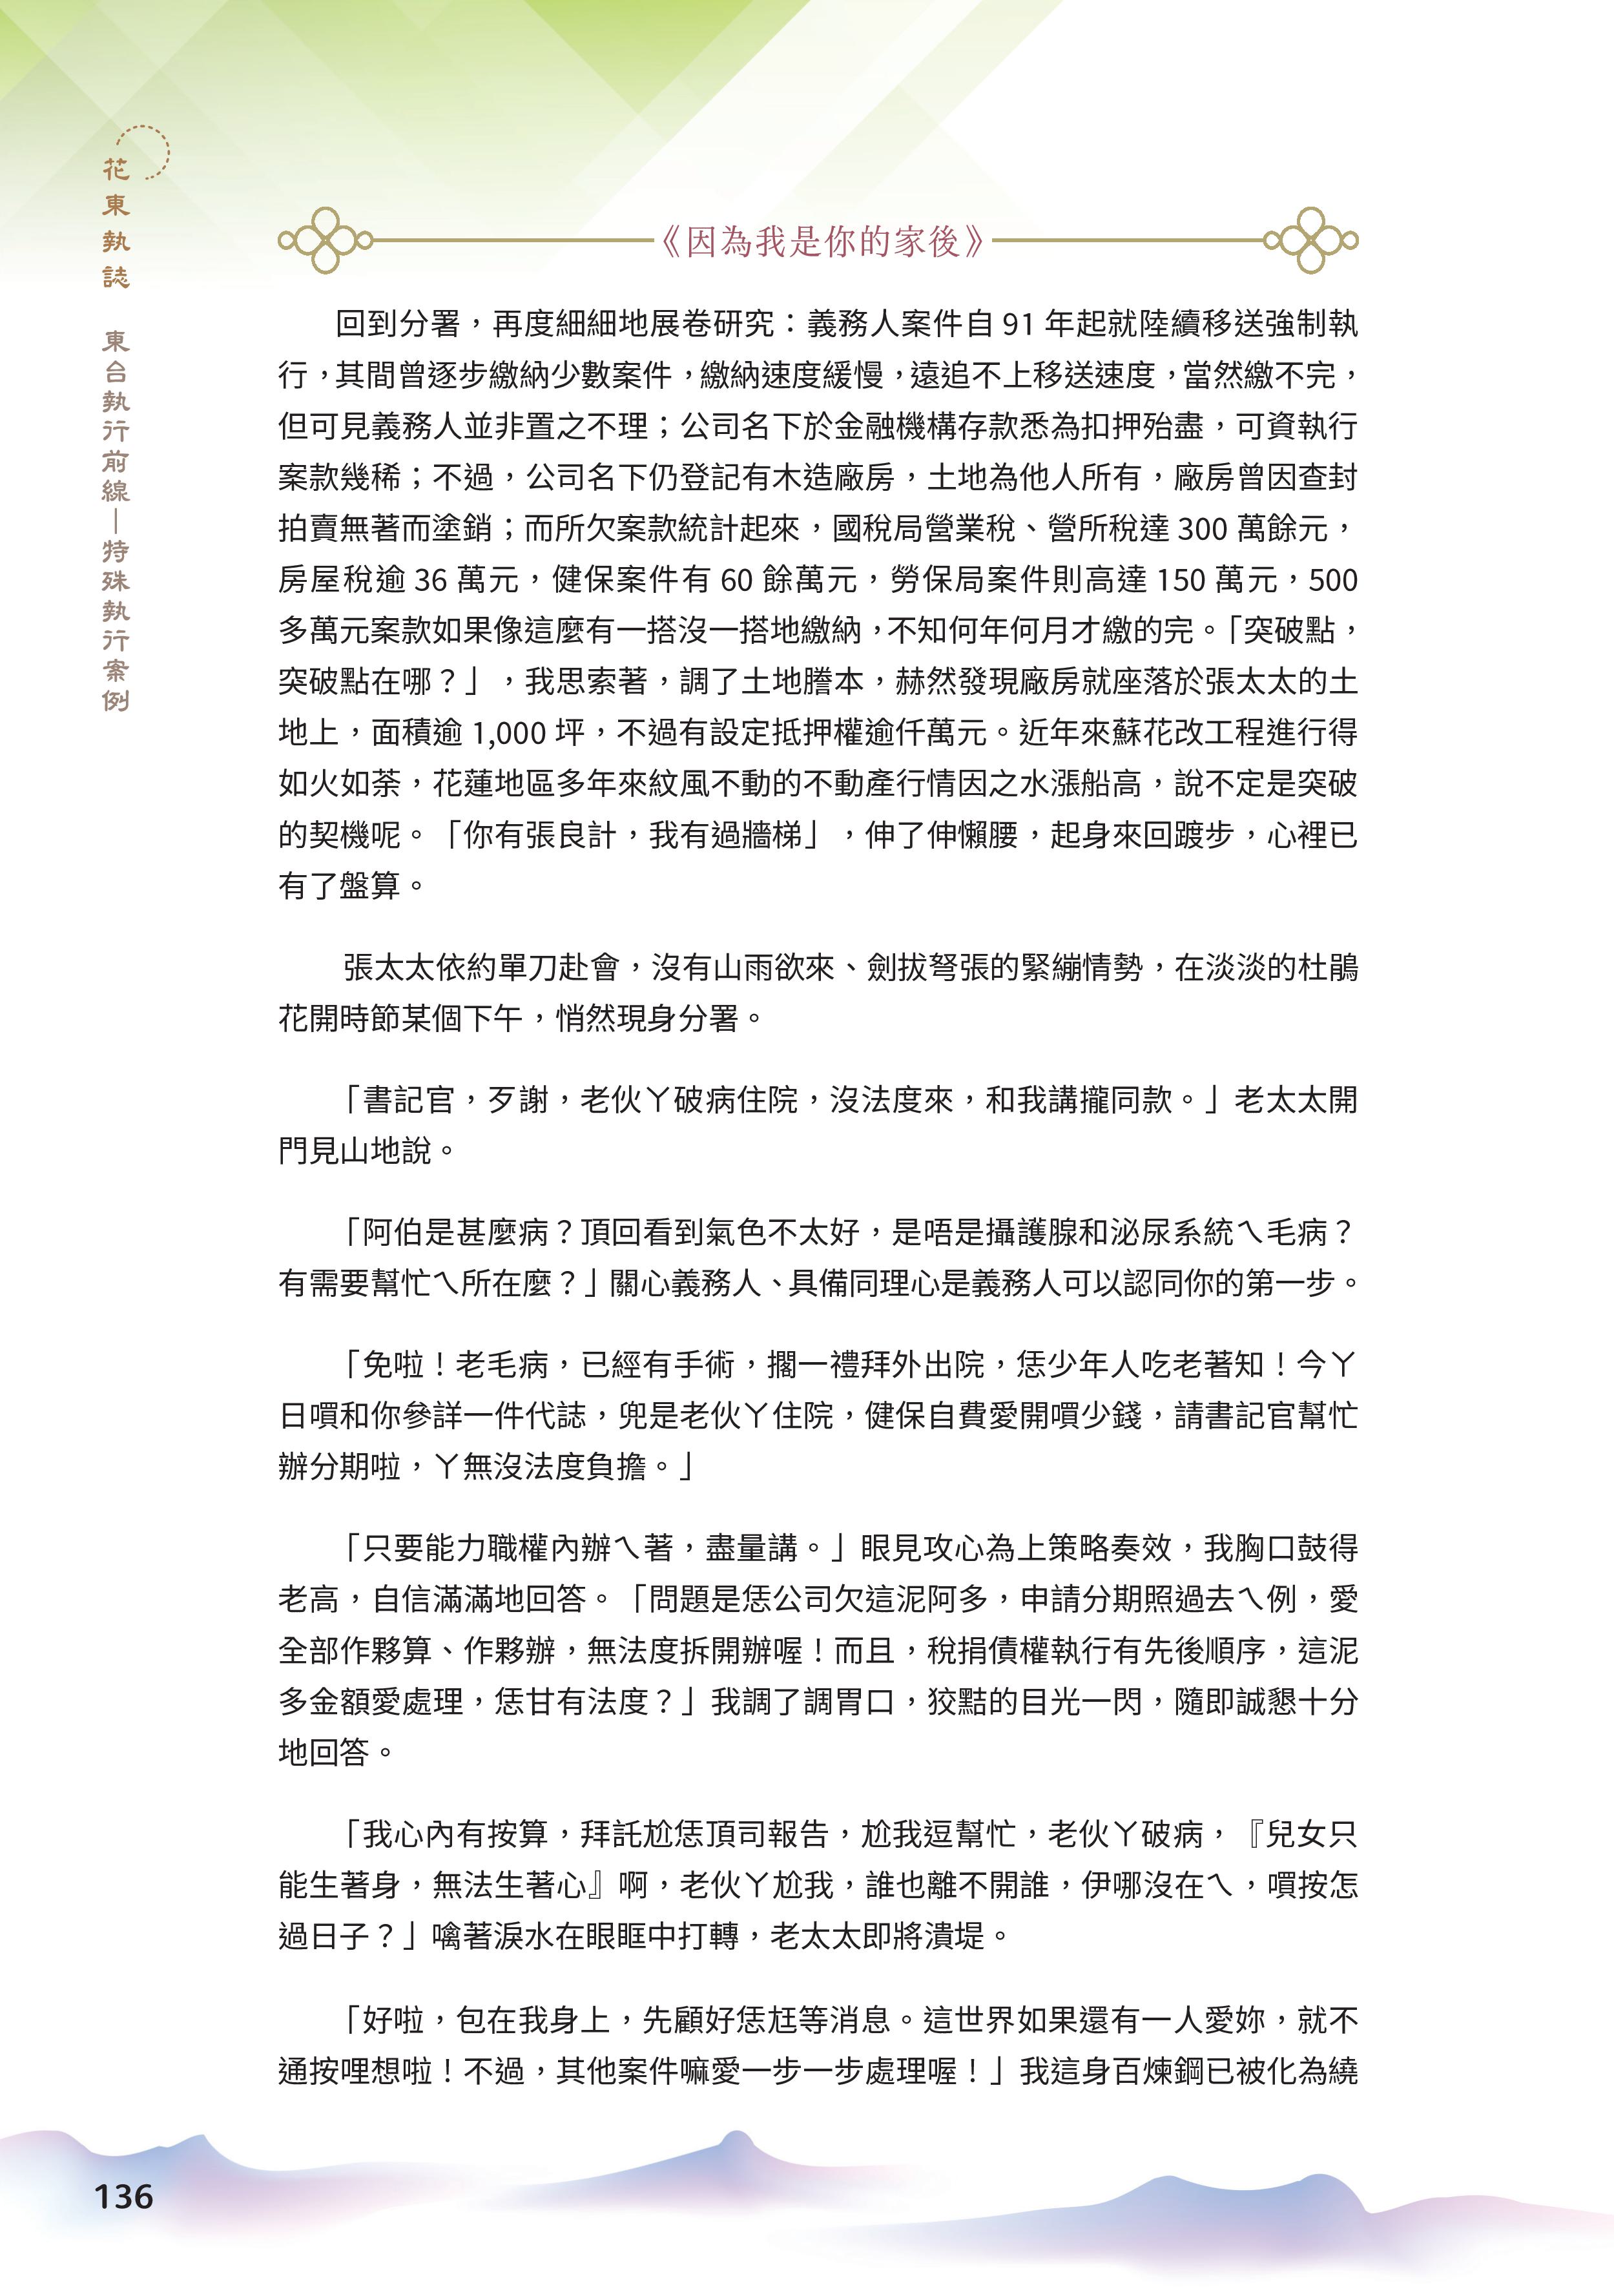 花東執誌
東台執行前線—特殊執行案例
《因為我是你的家後》
回到分署，再度細細地展卷研究：義務人案件自 91 年起就陸續移送強制執
行，其間曾逐步繳納少數案件，繳納速度緩慢，遠追不上移送速度，當然繳不完，
但可見義務人並非置之不理；公司名下於金融機構存款悉為扣押殆盡，可資執行
案款幾稀；不過，公司名下仍登記有木造廠房，土地為他人所有，廠房曾因查封
拍賣無著而塗銷；而所欠案款統計起來，國稅局營業稅、營所稅達 300 萬餘元，
房屋稅逾 36 萬元，健保案件有 60 餘萬元，勞保局案件則高達 150 萬元，500
多萬元案款如果像這麼有一搭沒一搭地繳納，不知何年何月才繳的完。「突破點，
突破點在哪？」，我思索著，調了土地謄本，赫然發現廠房就座落於張太太的土
地上，面積逾 1,000 坪，不過有設定抵押權逾仟萬元。近年來蘇花改工程進行得
如火如荼，花蓮地區多年來紋風不動的不動產行情因之水漲船高，說不定是突破
的契機呢。「你有張良計，我有過牆梯」，伸了伸懶腰，起身來回踱步，心裡已
有了盤算。
張太太依約單刀赴會，沒有山雨欲來、劍拔弩張的緊繃情勢，在淡淡的杜鵑
花開時節某個下午，悄然現身分署。
「書記官，歹謝，老伙ㄚ破病住院，沒法度來，和我講攏同款。」老太太開
門見山地說。
「阿伯是甚麼病？頂回看到氣色不太好，是唔是攝護腺和泌尿系統ㄟ毛病？
有需要幫忙ㄟ所在麼？」關心義務人、具備同理心是義務人可以認同你的第一步。
「免啦！老毛病，已經有手術，擱一禮拜外出院，恁少年人吃老著知！今ㄚ
日嘪和你參詳一件代誌，兜是老伙ㄚ住院，健保自費愛開嘪少錢，請書記官幫忙
辦分期啦，ㄚ無沒法度負擔。」
「只要能力職權內辦ㄟ著，盡量講。」眼見攻心為上策略奏效，我胸口鼓得
老高，自信滿滿地回答。「問題是恁公司欠這泥阿多，申請分期照過去ㄟ例，愛
全部作夥算、作夥辦，無法度拆開辦喔！而且，稅捐債權執行有先後順序，這泥
多金額愛處理，恁甘有法度？」我調了調胃口，狡黠的目光一閃，隨即誠懇十分
地回答。
「我心內有按算，拜託尬恁頂司報告，尬我逗幫忙，老伙ㄚ破病，『兒女只
能生著身，無法生著心』啊，老伙ㄚ尬我，誰也離不開誰，伊哪沒在ㄟ，嘪按怎
過日子？」噙著淚水在眼眶中打轉，老太太即將潰堤。
「好啦，包在我身上，先顧好恁尪等消息。這世界如果還有一人愛妳，就不
通按哩想啦！不過，其他案件嘛愛一步一步處理喔！」我這身百煉鋼已被化為繞
136